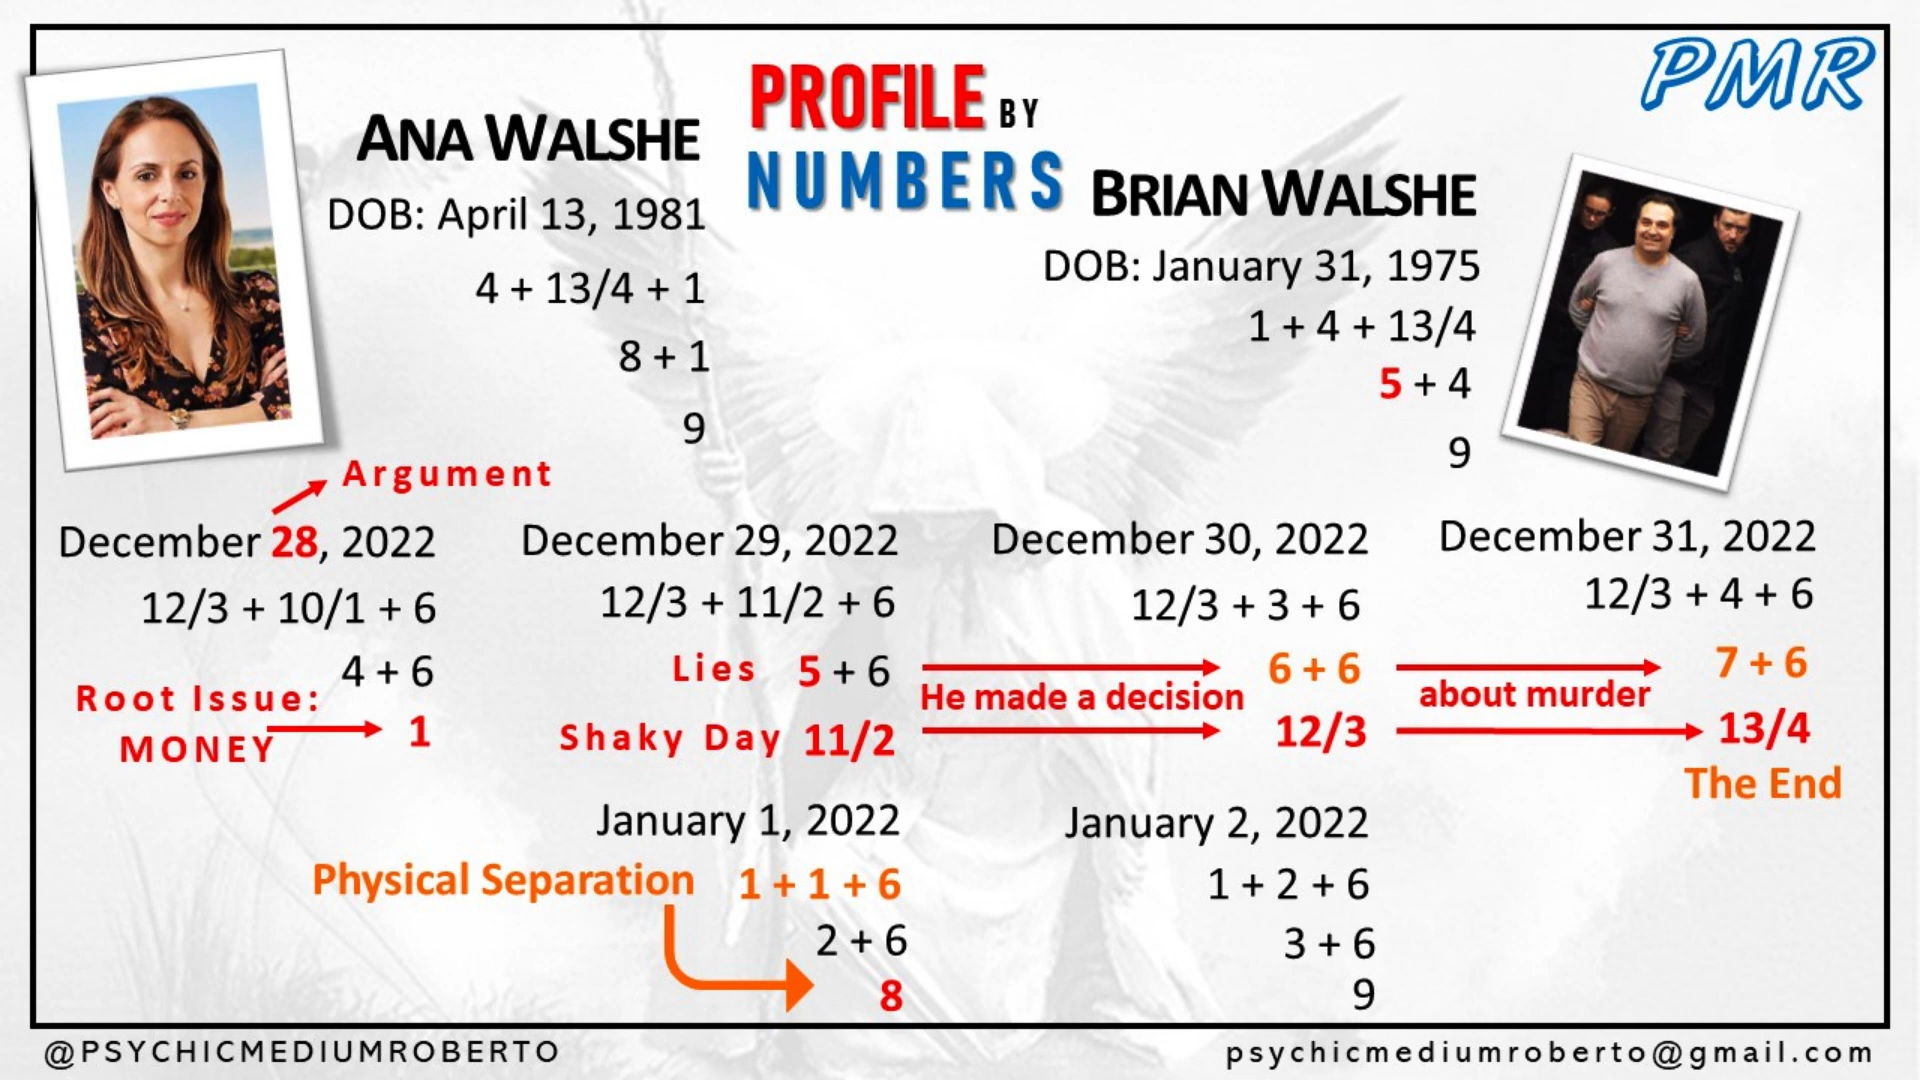 PMR
PROFILE BY
NUMBERS
ANA WALSHE
DOB: April 13, 1981
4 + 13/4 + 1
8 + 1
9
BRIAN WALSHE
DOB: January 31, 1975
1 + 4 + 13/4
5 + 4
9
Argument
December 28, 2022
12/3 + 10/1 + 6
4 + 6
Root Issue:
MONEY
1
December 29, 2022
12/3 + 11/2 + 6
Lies 5 + 6
Shaky Day 11/2
He made a decision
December 30, 2022
12/3 + 3 + 6
6 + 6
12/3
about murder
December 31, 2022
12/3 + 4 + 6
7 + 6
13/4
The End
January 1, 2022
Physical Separation 1 + 1 + 6
2 + 6
8
January 2, 2022
1 + 2 + 6
3 + 6
9
@PSYCHICMEDIUMROBERTO
psychicmediumroberto@gmail.com